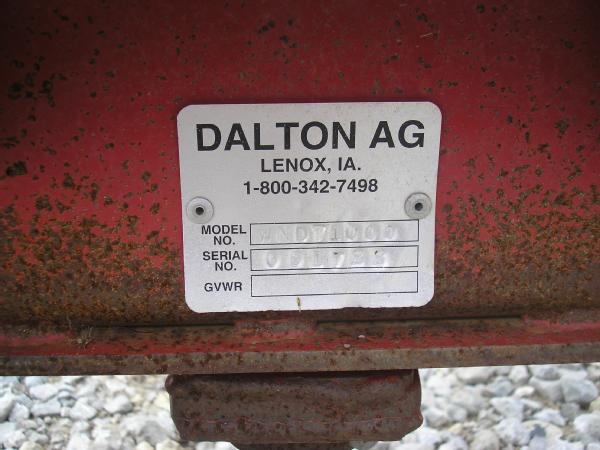 DALTON AG
LENOX, IA.
1-800-342-7498
MODEL NO.
SERIAL NO.
GVWR